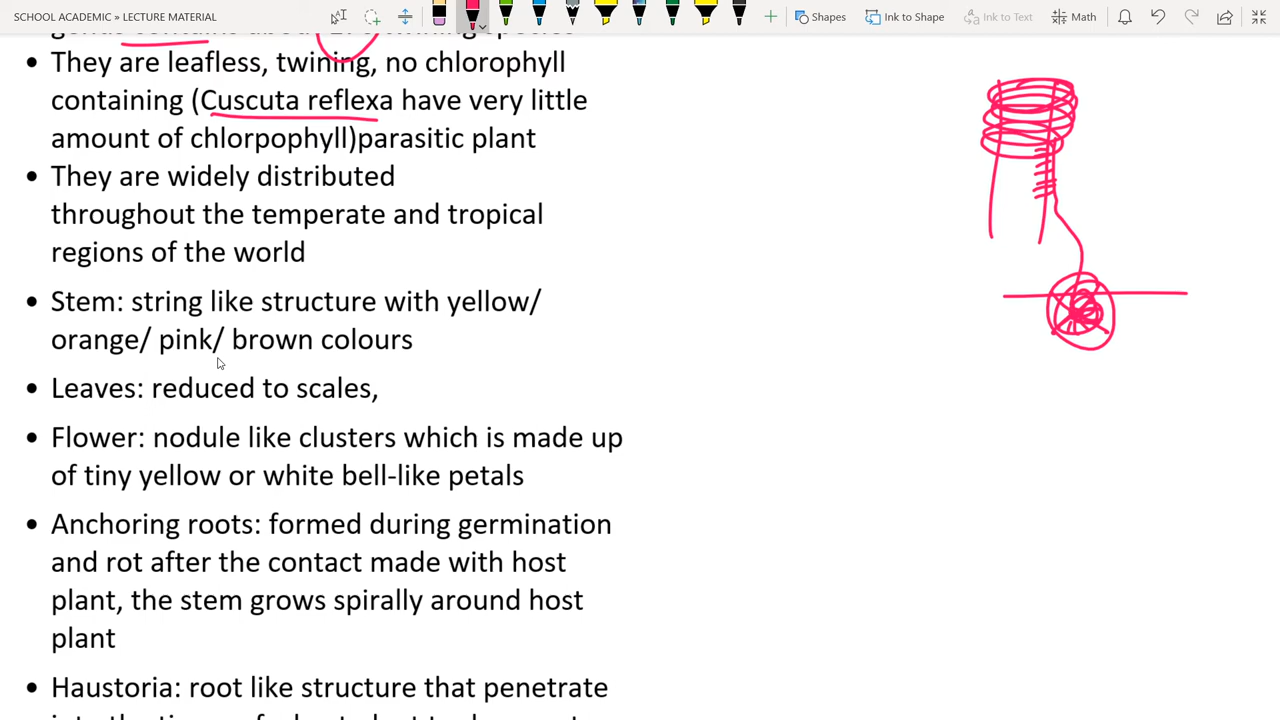 SCHOOL ACADEMIC » LECTURE MATERIAL
Shapes
Ink to Shape
Ink to Text
Math
• They are leafless, twining, no chlorophyll
containing (Cuscuta reflexa have very little
amount of chlorpophyll)parasitic plant
• They are widely distributed
throughout the temperate and tropical
regions of the world
• Stem: string like structure with yellow/
orange/ pink/ brown colours
• Leaves: reduced to scales,
• Flower: nodule like clusters which is made up
of tiny yellow or white bell-like petals
• Anchoring roots: formed during germination
and rot after the contact made with host
plant, the stem grows spirally around host
plant
• Haustoria: root like structure that penetrate